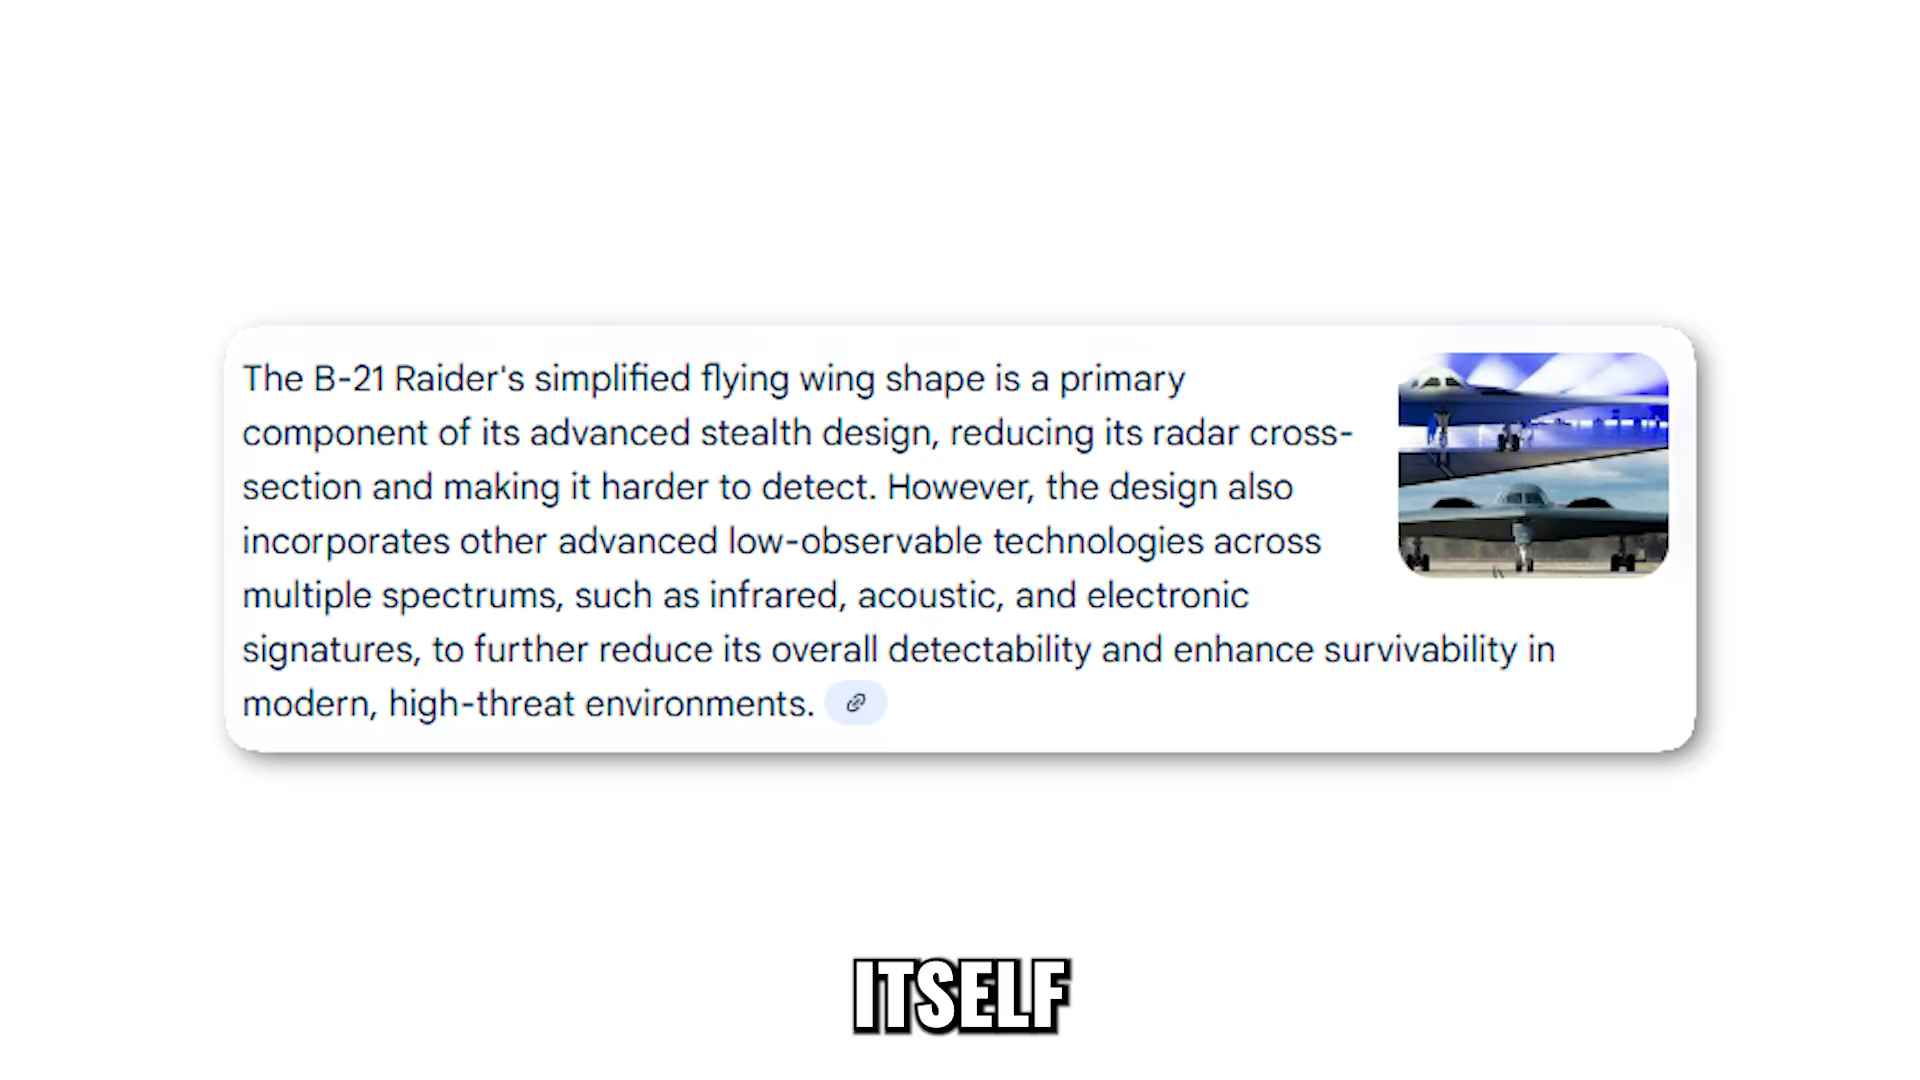 The B-21 Raider's simplified flying wing shape is a primary
component of its advanced stealth design, reducing its radar cross-
section and making it harder to detect. However, the design also
incorporates other advanced low-observable technologies across
multiple spectrums, such as infrared, acoustic, and electronic
signatures, to further reduce its overall detectability and enhance survivability in
modern, high-threat environments.
ITSELF